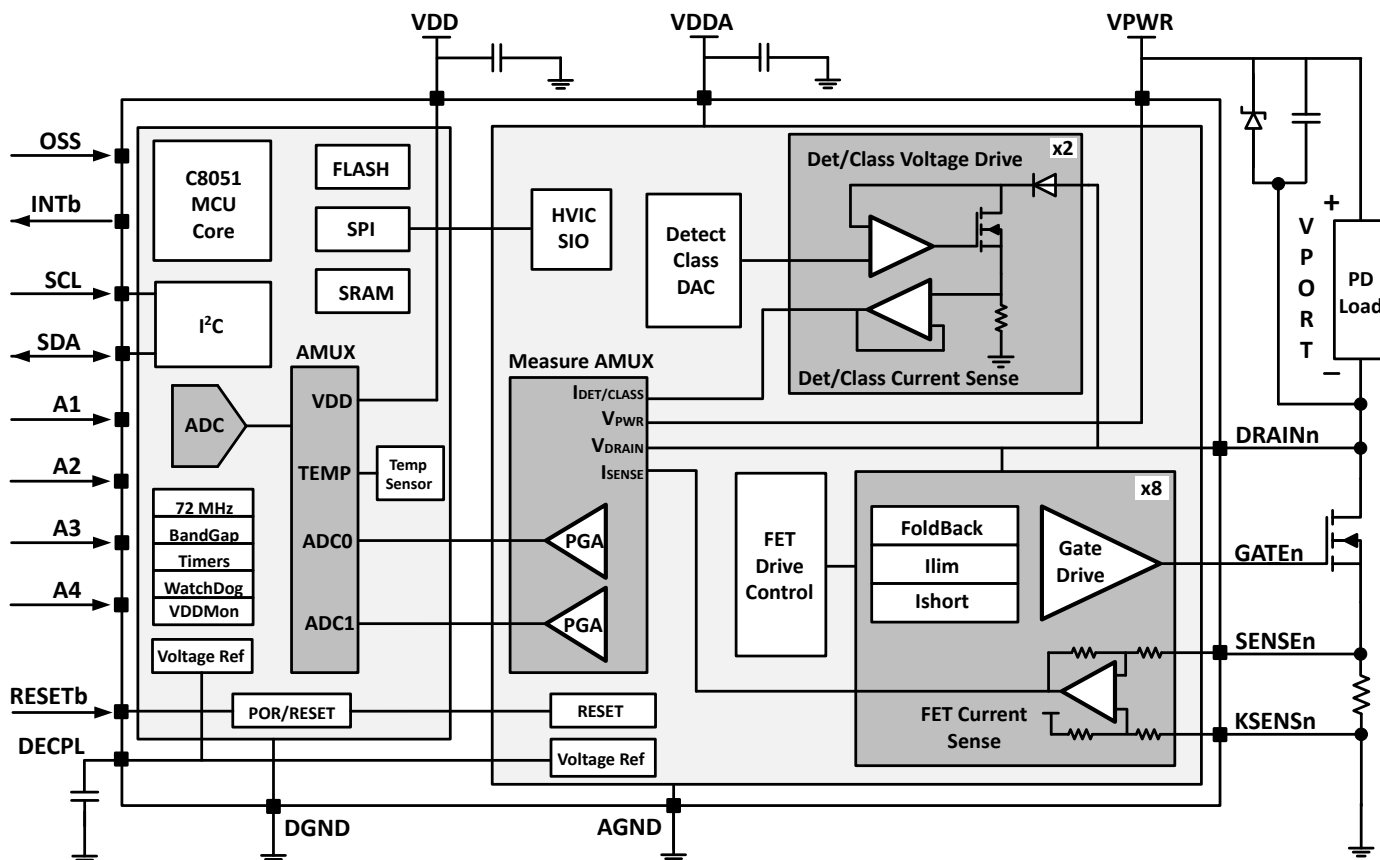 VDD
VDDA
VPWR
OSS
INTb
SCL
SDA
A1
A2
A3
A4
RESETb
DECPL
C8051
MCU
Core
FLASH
SPI
SRAM
I²C
AMUX
VDD
TEMP
ADC0
ADC1
ADC
Temp
Sensor
72 MHz
BandGap
Timers
WatchDog
VDDMon
Voltage Ref
POR/RESET
DGND
HVIC
SIO
Detect
Class
DAC
x2
Det/Class Voltage Drive
Det/Class Current Sense
Measure AMUX
IDET/CLASS
VPWR
VDRAIN
ISENSE
PGA
PGA
RESET
Voltage Ref
AGND
FET
Drive
Control
x8
FoldBack
Ilim
Ishort
Gate
Drive
FET Current
Sense
+
V
P
O
R
T
–
PD
Load
DRAINn
GATEn
SENSEn
KSENSn